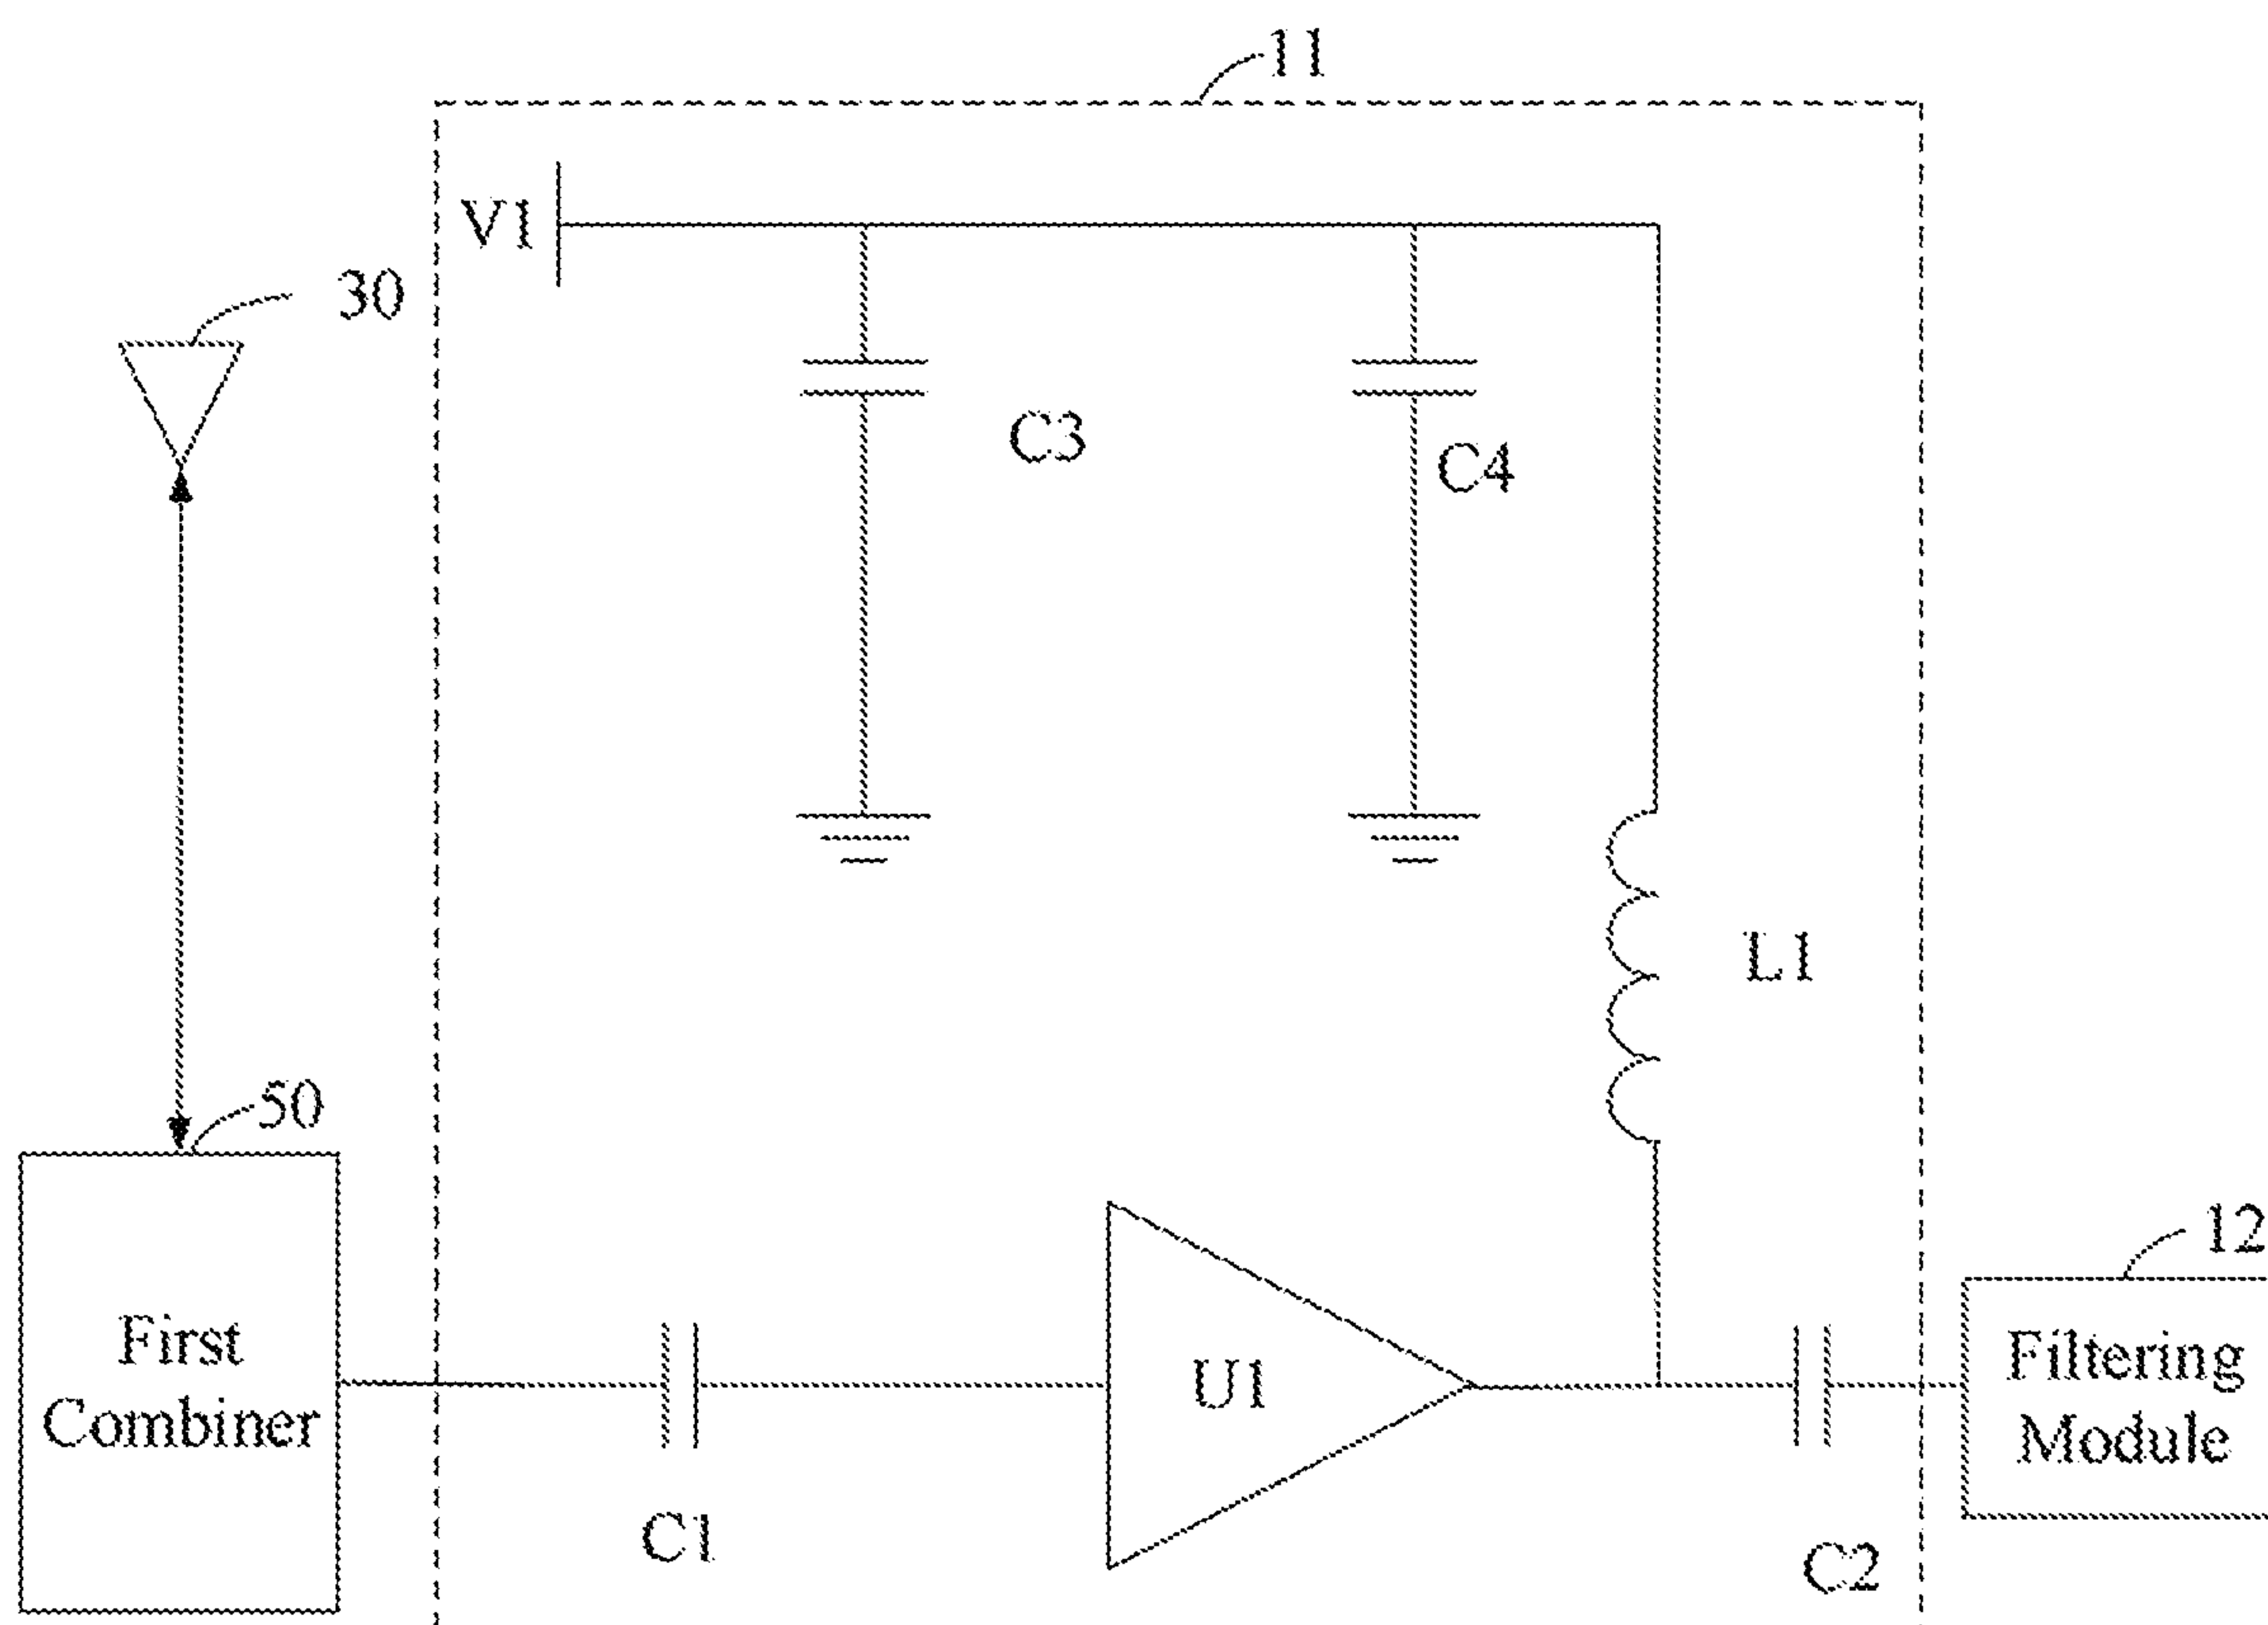 11
V1
30
C3
C4
L1
50
12
First
Combiner
U1
Filtering
Module
C1
C2